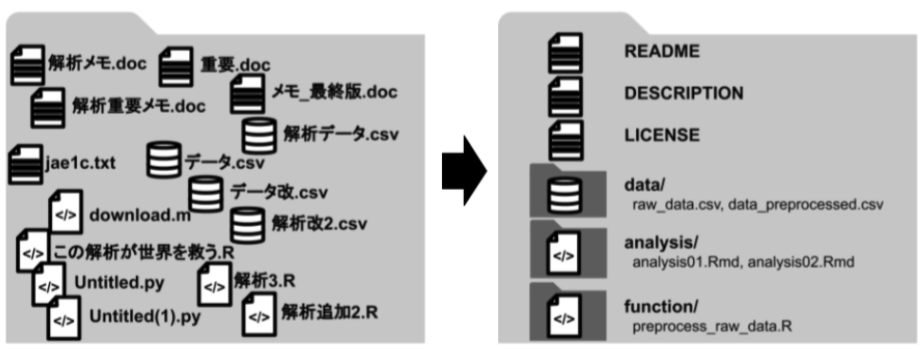 解析メモ.doc
重要.doc
解析重要メモ.doc
メモ_最終版.doc
解析データ.csv
jae1c.txt
データ.csv
データ改.csv
download.m
解析改2.csv
この解析が世界を救う.R
Untitled.py
解析3.R
Untitled(1).py
解析追加2.R
README
DESCRIPTION
LICENSE
data/
raw_data.csv, data_preprocessed.csv
analysis/
analysis01.Rmd, analysis02.Rmd
function/
preprocess_raw_data.R